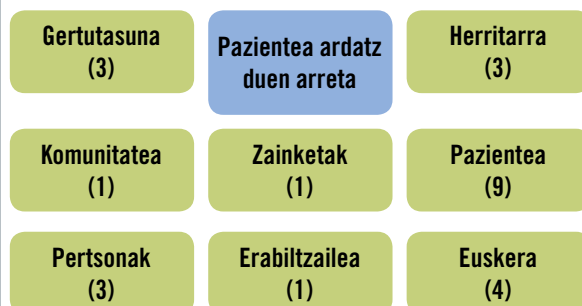 Gertutasuna
(3)
Pazientea ardatz
duen arreta
Herritarra
(3)
Komunitatea
(1)
Zainketak
(1)
Pazientea
(9)
Pertsonak
(3)
Erabiltzailea
(1)
Euskera
(4)